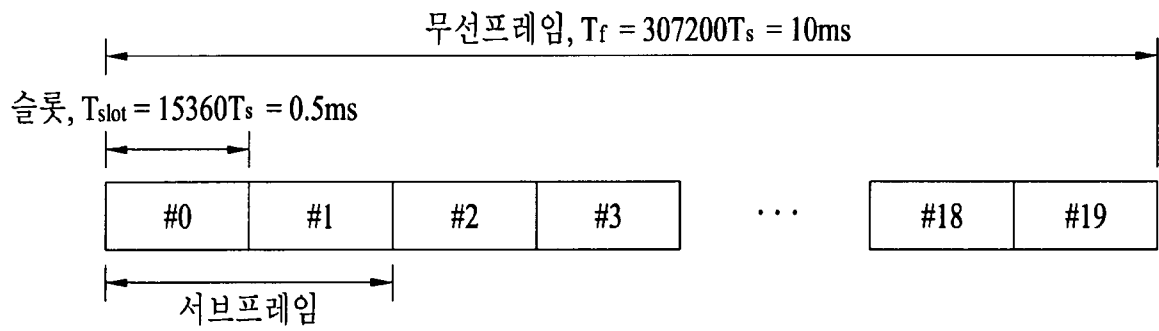 무선프레임, Tf = 307200Ts = 10ms
슬롯, Tslot = 15360Ts = 0.5ms
#0 #1 #2 #3 ... #18 #19
서브프레임